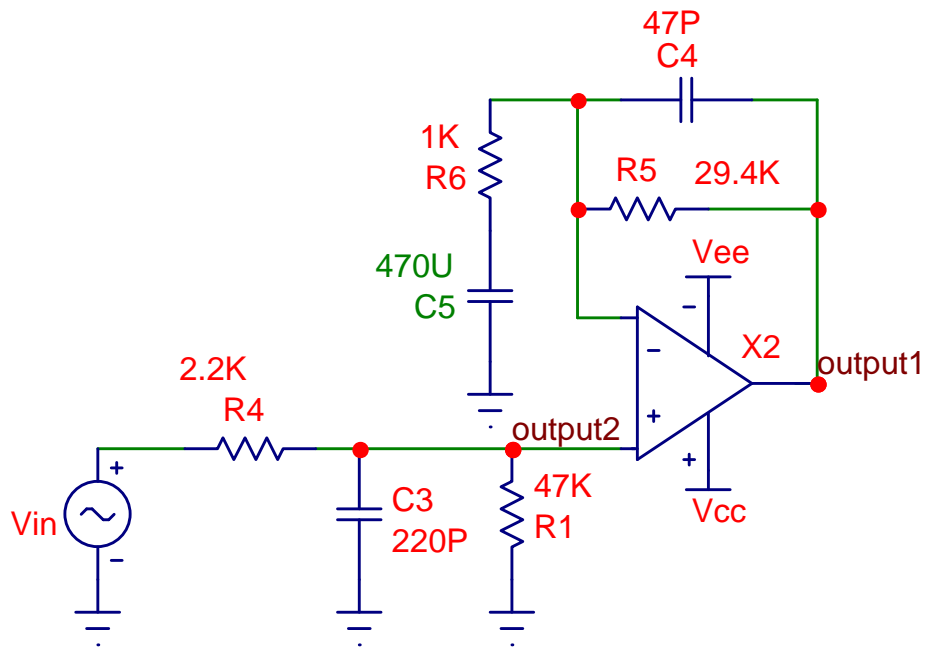 47P
C4
1K
R6
R5 29.4K
470U
C5
Vee
X2
output1
2.2K
R4
output2
Vin
C3
220P
47K
R1
Vcc